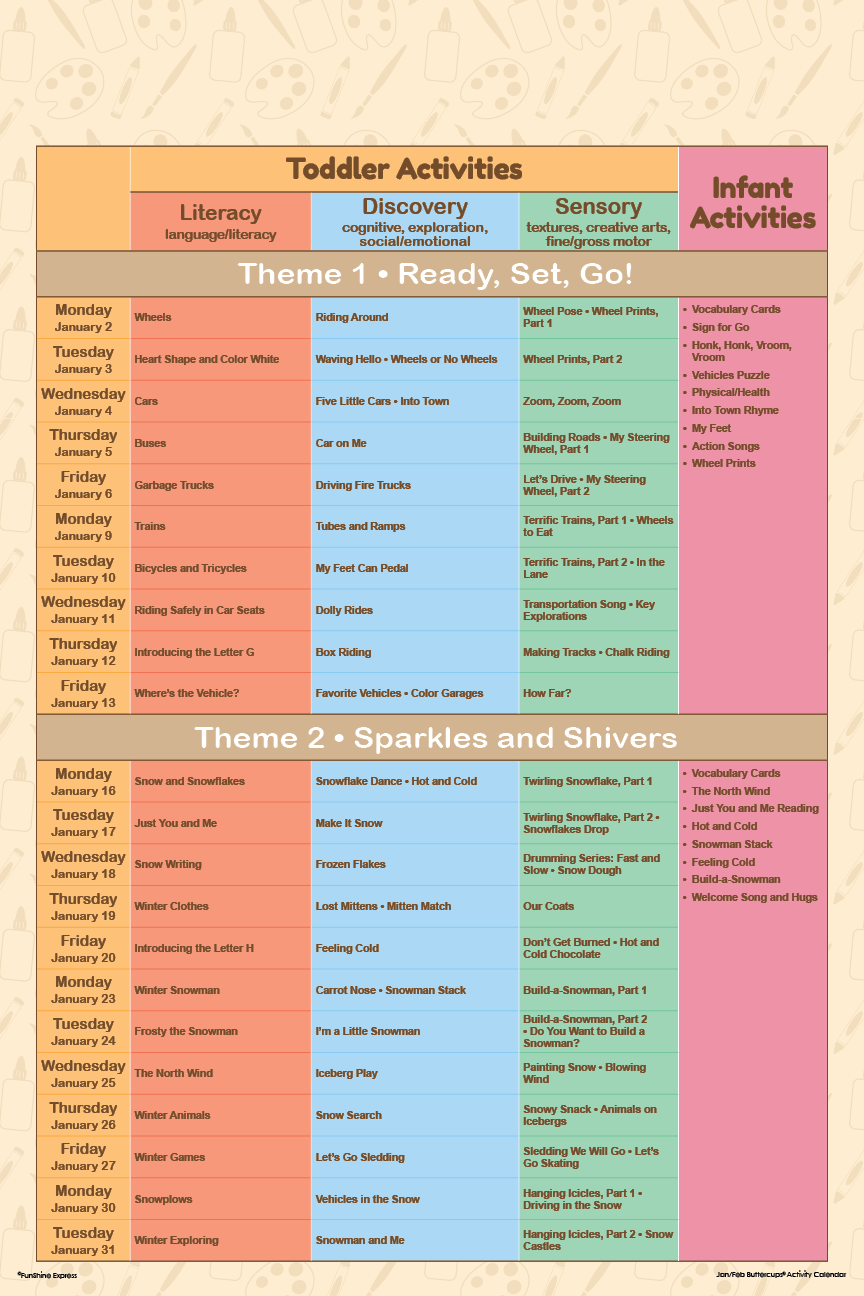 Toddler Activities
Infant
Activities
Literacy
language/literacy
Discovery
cognitive, exploration,
social/emotional
Sensory
textures, creative arts,
fine/gross motor
Theme 1 • Ready, Set, Go!
Monday
January 2
Wheels
Riding Around
Wheel Pose • Wheel Prints,
Part 1
Tuesday
January 3
Heart Shape and Color White
Waving Hello • Wheels or No Wheels
Wheel Prints, Part 2
Wednesday
January 4
Cars
Five Little Cars • Into Town
Zoom, Zoom, Zoom
Thursday
January 5
Buses
Car on Me
Building Roads • My Steering
Wheel, Part 1
Friday
January 6
Garbage Trucks
Driving Fire Trucks
Let's Drive • My Steering
Wheel, Part 2
Monday
January 9
Trains
Tubes and Ramps
Terrific Trains, Part 1 • Wheels
to Eat
Tuesday
January 10
Bicycles and Tricycles
My Feet Can Pedal
Terrific Trains, Part 2 • In the
Lane
Wednesday
January 11
Riding Safely in Car Seats
Dolly Rides
Transportation Song • Key
Explorations
Thursday
January 12
Introducing the Letter G
Box Riding
Making Tracks • Chalk Riding
Friday
January 13
Where's the Vehicle?
Favorite Vehicles • Color Garages
How Far?
• Vocabulary Cards
• Sign for Go
• Honk, Honk, Vroom,
Vroom
• Vehicles Puzzle
• Physical/Health
• Into Town Rhyme
• My Feet
• Action Songs
• Wheel Prints
Theme 2 • Sparkles and Shivers
Monday
January 16
Snow and Snowflakes
Snowflake Dance • Hot and Cold
Twirling Snowflake, Part 1
Tuesday
January 17
Just You and Me
Make It Snow
Twirling Snowflake, Part 2 •
Snowflakes Drop
Wednesday
January 18
Snow Writing
Frozen Flakes
Drumming Series: Fast and
Slow • Snow Dough
Thursday
January 19
Winter Clothes
Lost Mittens • Mitten Match
Our Coats
Friday
January 20
Introducing the Letter H
Feeling Cold
Don't Get Burned • Hot and
Cold Chocolate
Monday
January 23
Winter Snowman
Carrot Nose • Snowman Stack
Build-a-Snowman, Part 1
Tuesday
January 24
Frosty the Snowman
I'm a Little Snowman
Build-a-Snowman, Part 2
• Do You Want to Build a
Snowman?
Wednesday
January 25
The North Wind
Iceberg Play
Painting Snow • Blowing
Wind
Thursday
January 26
Winter Animals
Snow Search
Snowy Snack • Animals on
Icebergs
Friday
January 27
Winter Games
Let's Go Sledding
Sledding We Will Go • Let's
Go Skating
Monday
January 30
Snowplows
Vehicles in the Snow
Hanging Icicles, Part 1 •
Driving in the Snow
Tuesday
January 31
Winter Exploring
Snowman and Me
Hanging Icicles, Part 2 • Snow
Castles
• Vocabulary Cards
• The North Wind
• Just You and Me Reading
• Hot and Cold
• Snowman Stack
• Feeling Cold
• Build-a-Snowman
• Welcome Song and Hugs
©FunShine Express
Jan/Feb Buttercups® Activity Calendar